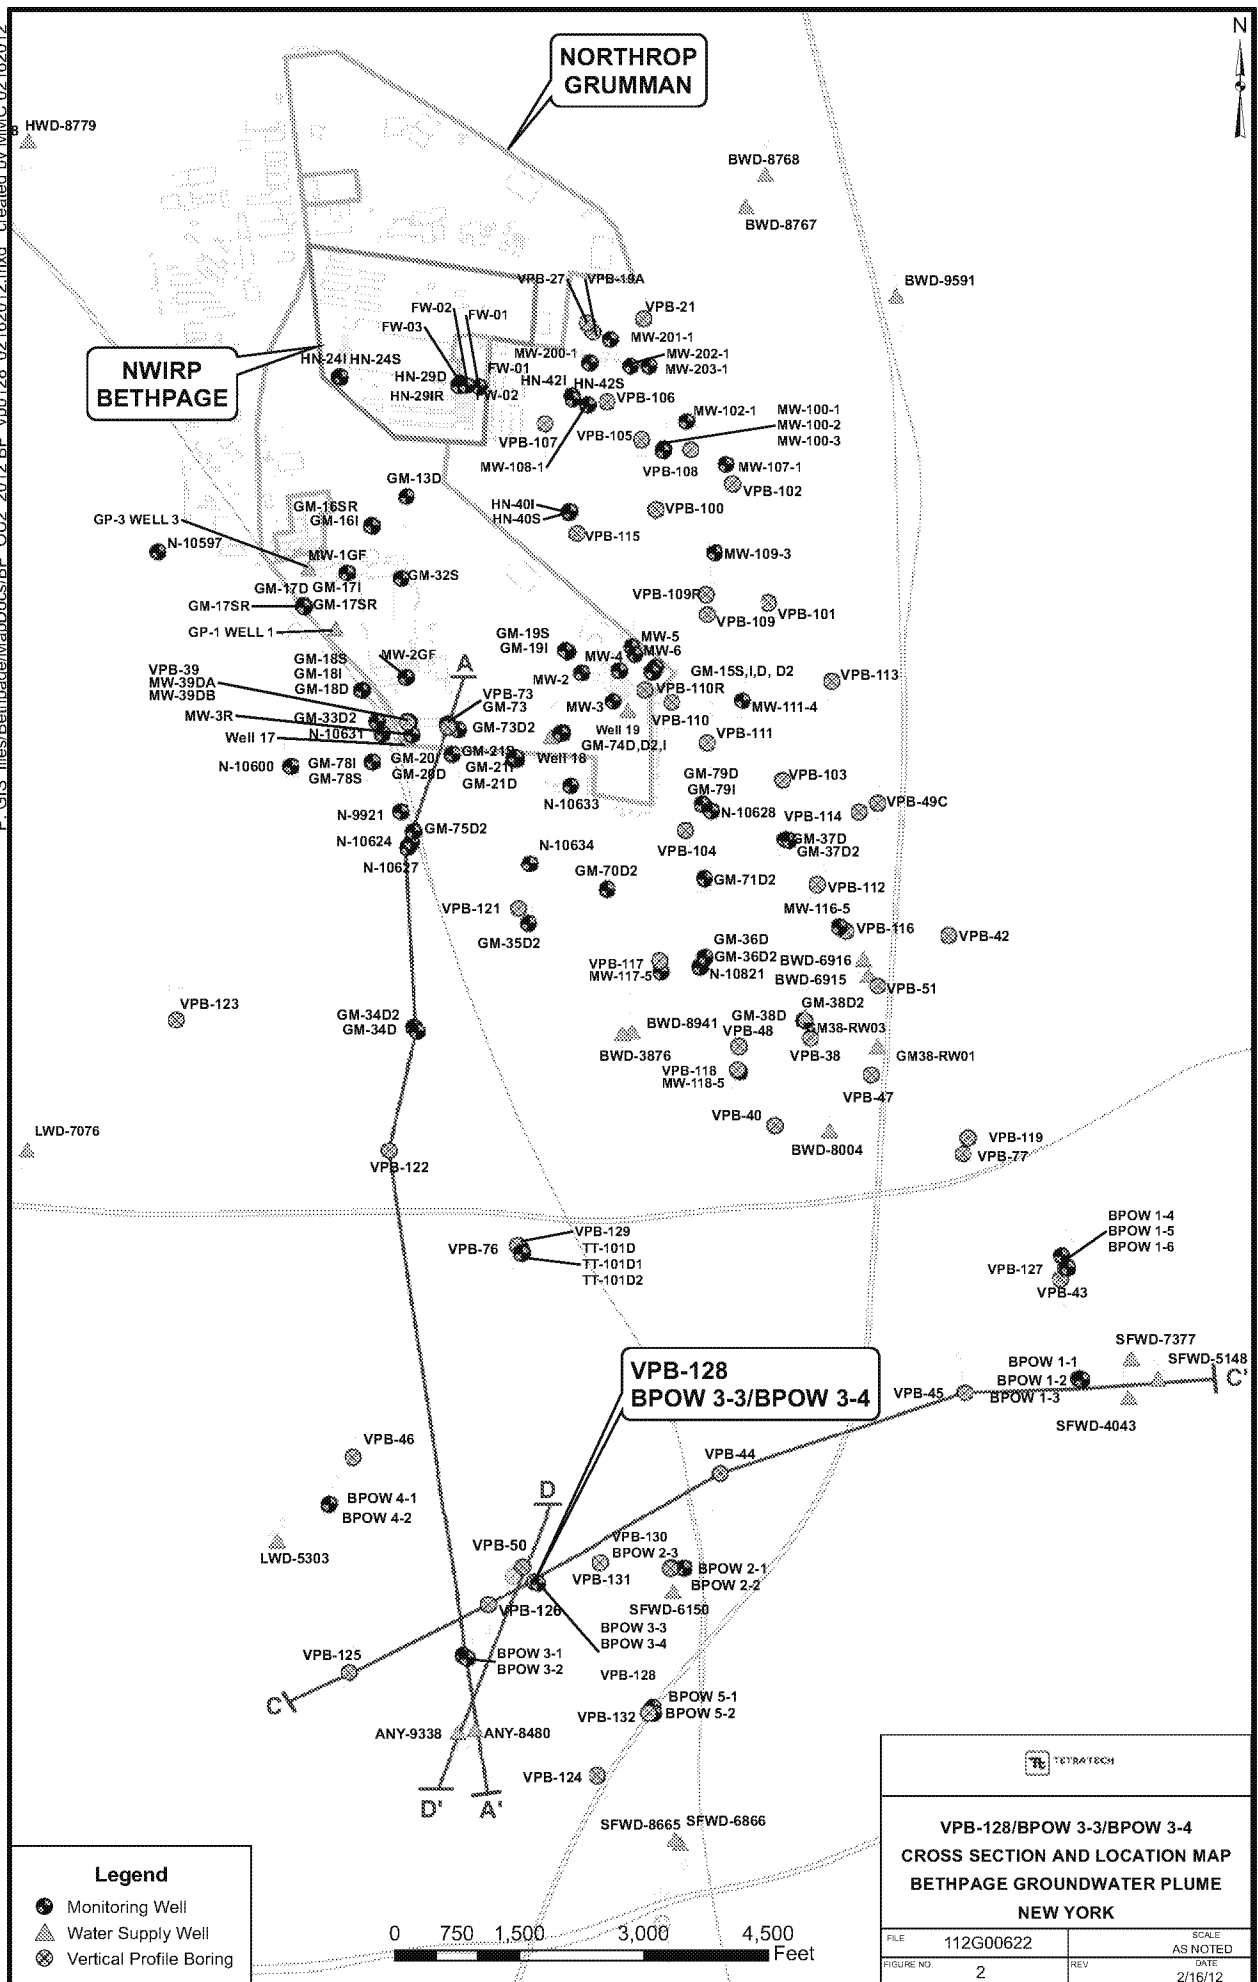 N
NORTHROP
GRUMMAN
HWD-8779
BWD-8768
BWD-8767
BWD-9591
VPB-27
VPB-19A
VPB-21
FW-02
FW-01
FW-03
MW-201-1
MW-200-1
MW-202-1
MW-203-1
NWIRP
BETHPAGE
HN-24I HN-24S
HN-29D
HN-29IR
FW-01
FW-02
HN-42I
HN-42S
VPB-106
MW-102-1
MW-100-1
MW-100-2
MW-100-3
VPB-107
VPB-105
MW-108-1
VPB-108
MW-107-1
VPB-102
GM-13D
GM-16SR
GM-16I
HN-40I
HN-40S
VPB-100
GP-3 WELL 3
N-10597
VPB-115
MW-109-3
MW-1GF
GM-32S
GM-17D
GM-17I
GM-17SR
GM-17SR
VPB-109R
VPB-101
VPB-109
GP-1 WELL 1
GM-19S
GM-19I
MW-5
MW-6
MW-4
GM-18S
GM-18I
GM-18D
MW-2GF
A
VPB-39
MW-39DA
MW-39DB
MW-2
GM-15S,I,D, D2
VPB-113
VPB-73
GM-73
VPB-110R
MW-3
VPB-110
MW-111-4
MW-3R
GM-33D2
N-10631
GM-73D2
Well 19
GM-74D,D2,I
VPB-111
Well 17
N-10600
GM-78I
GM-78S
GM-20I
GM-20D
GM-21S
GM-21I
GM-21D
Well 18
N-10633
GM-79D
GM-79I
N-10628
VPB-103
VPB-49C
VPB-114
N-9921
GM-75D2
N-10624
N-10627
N-10634
VPB-104
GM-37D
GM-37D2
GM-70D2
GM-71D2
VPB-112
VPB-121
GM-35D2
MW-116-5
VPB-116
VPB-42
GM-36D
GM-36D2
N-10821
VPB-117
MW-117-5
BWD-6916
BWD-6915
VPB-51
VPB-123
GM-34D2
GM-34D
GM-38D2
GM-38D
GM38-RW03
BWD-8941
BWD-3876
VPB-48
VPB-38
GM38-RW01
VPB-118
MW-118-5
VPB-47
VPB-40
BWD-8004
LWD-7076
VPB-122
VPB-119
VPB-77
VPB-129
VPB-76
TT-101D
TT-101D1
TT-101D2
BPOW 1-4
BPOW 1-5
BPOW 1-6
VPB-127
VPB-43
SFWD-7377
SFWD-5148
BPOW 1-1
BPOW 1-2
BPOW 1-3
C'
VPB-45
SFWD-4043
VPB-128
BPOW 3-3/BPOW 3-4
VPB-46
VPB-44
BPOW 4-1
BPOW 4-2
D
LWD-5303
VPB-50
VPB-130
BPOW 2-3
VPB-131
BPOW 2-1
BPOW 2-2
SFWD-6150
VPB-126
BPOW 3-3
BPOW 3-4
VPB-125
BPOW 3-1
BPOW 3-2
VPB-128
C
BPOW 5-1
VPB-132
BPOW 5-2
ANY-9338
ANY-8480
VPB-124
D'
A'
SFWD-8665
SFWD-6866
Legend
Monitoring Well
Water Supply Well
Vertical Profile Boring
0 750 1,500 3,000 4,500
Feet
TETRATECH
VPB-128/BPOW 3-3/BPOW 3-4
CROSS SECTION AND LOCATION MAP
BETHPAGE GROUNDWATER PLUME
NEW YORK
FILE 112G00622
SCALE
AS NOTED
FIGURE NO. 2
REV
DATE
2/16/12